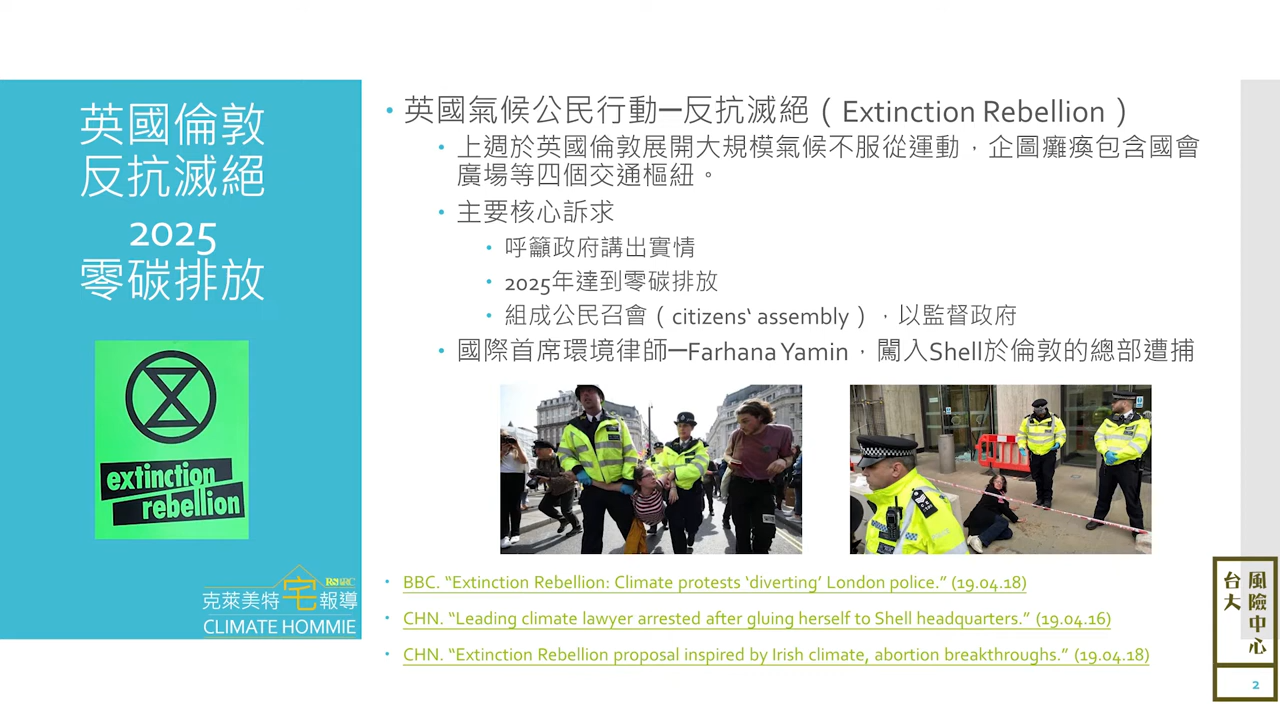 英國倫敦
反抗滅絕
2025
零碳排放
extinction
rebellion
RSPRC
克萊美特宅報導
CLIMATE HOMMIE
• 英國氣候公民行動—反抗滅絕（Extinction Rebellion）
• 上週於英國倫敦展開大規模氣候不服從運動，企圖癱瘓包含國會
廣場等四個交通樞紐。
• 主要核心訴求
• 呼籲政府講出實情
• 2025年達到零碳排放
• 組成公民召會（citizens‘ assembly），以監督政府
• 國際首席環境律師—Farhana Yamin，闖入Shell於倫敦的總部遭捕
• BBC. “Extinction Rebellion: Climate protests ‘diverting’ London police.” (19.04.18)
• CHN. “Leading climate lawyer arrested after gluing herself to Shell headquarters.” (19.04.16)
• CHN. “Extinction Rebellion proposal inspired by Irish climate, abortion breakthroughs.” (19.04.18)
台大
風險中心
2